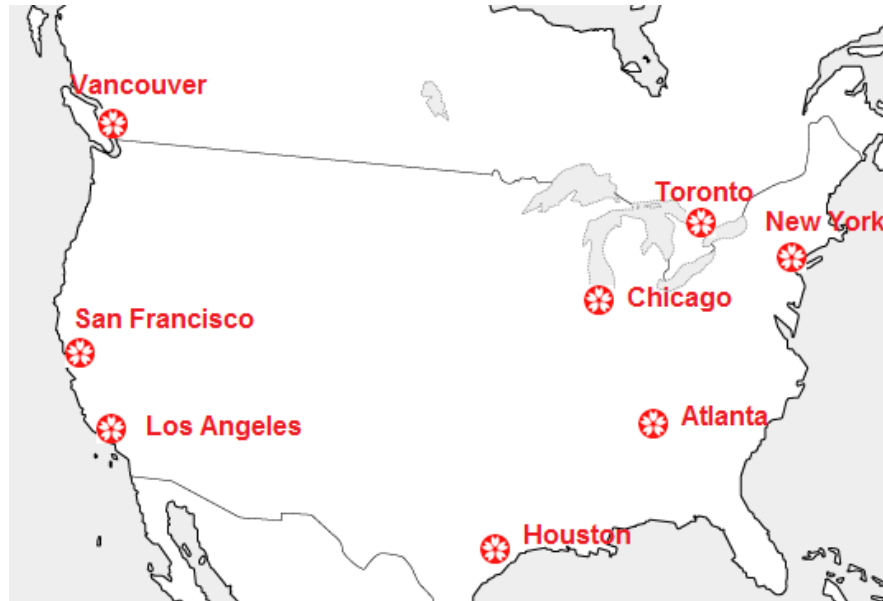 Vancouver
Toronto
New York
Chicago
San Francisco
Los Angeles
Atlanta
Houston